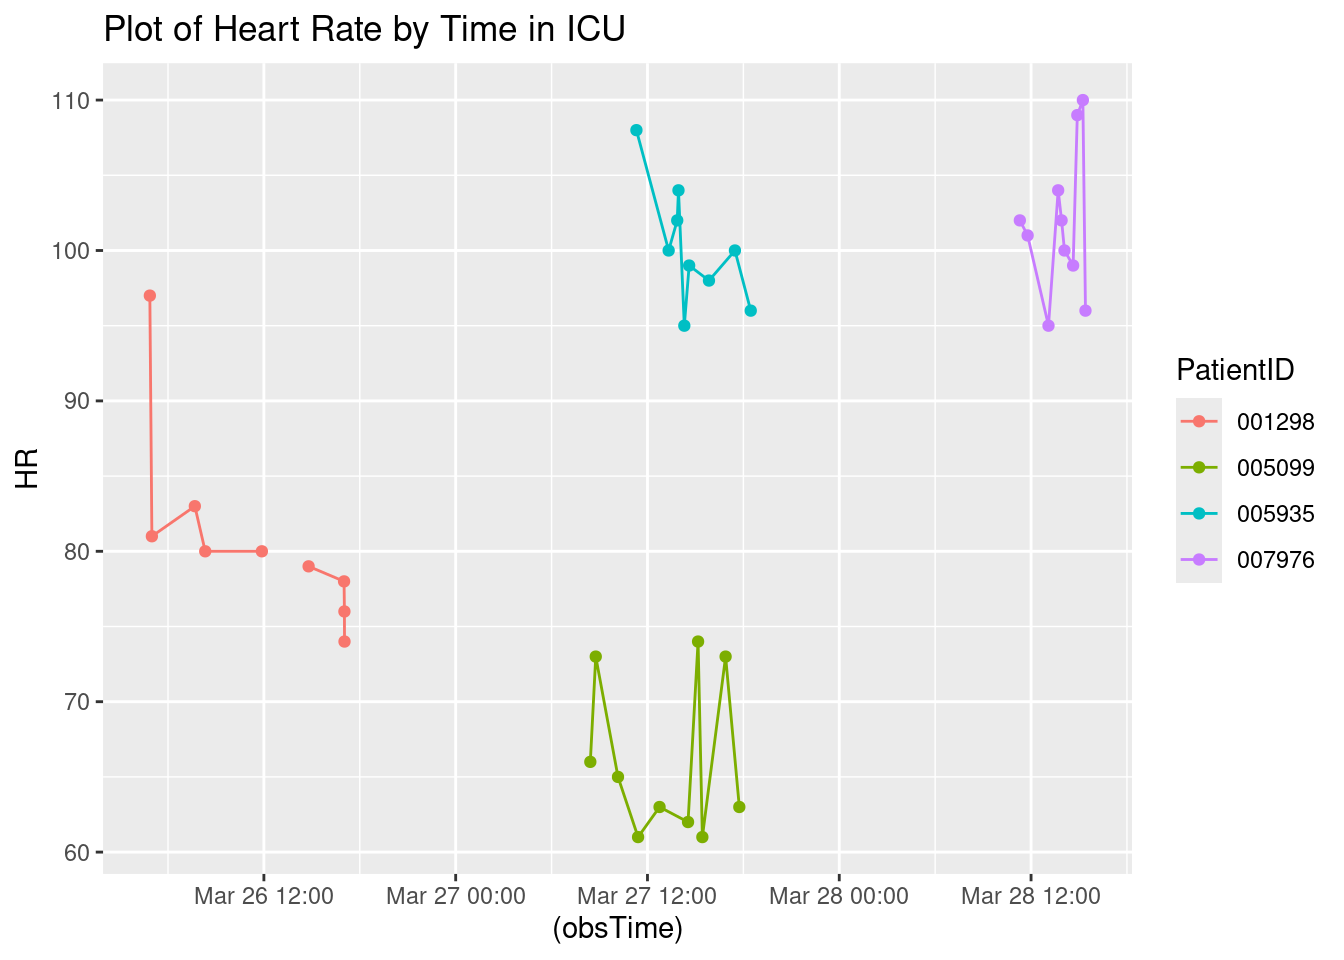 Plot of Heart Rate by Time in ICU
110
100
90
80
70
60
HR
Mar 26 12:00 Mar 27 00:00 Mar 27 12:00 Mar 28 00:00 Mar 28 12:00
(obsTime)
PatientID
001298
005099
005935
007976